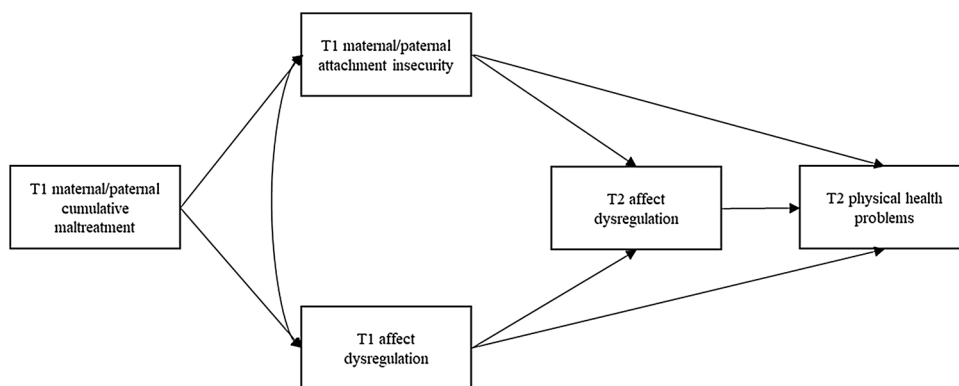 T1 maternal/paternal
attachment insecurity
T1 maternal/paternal
cumulative
maltreatment
T2 affect
dysregulation
T2 physical health
problems
T1 affect
dysregulation